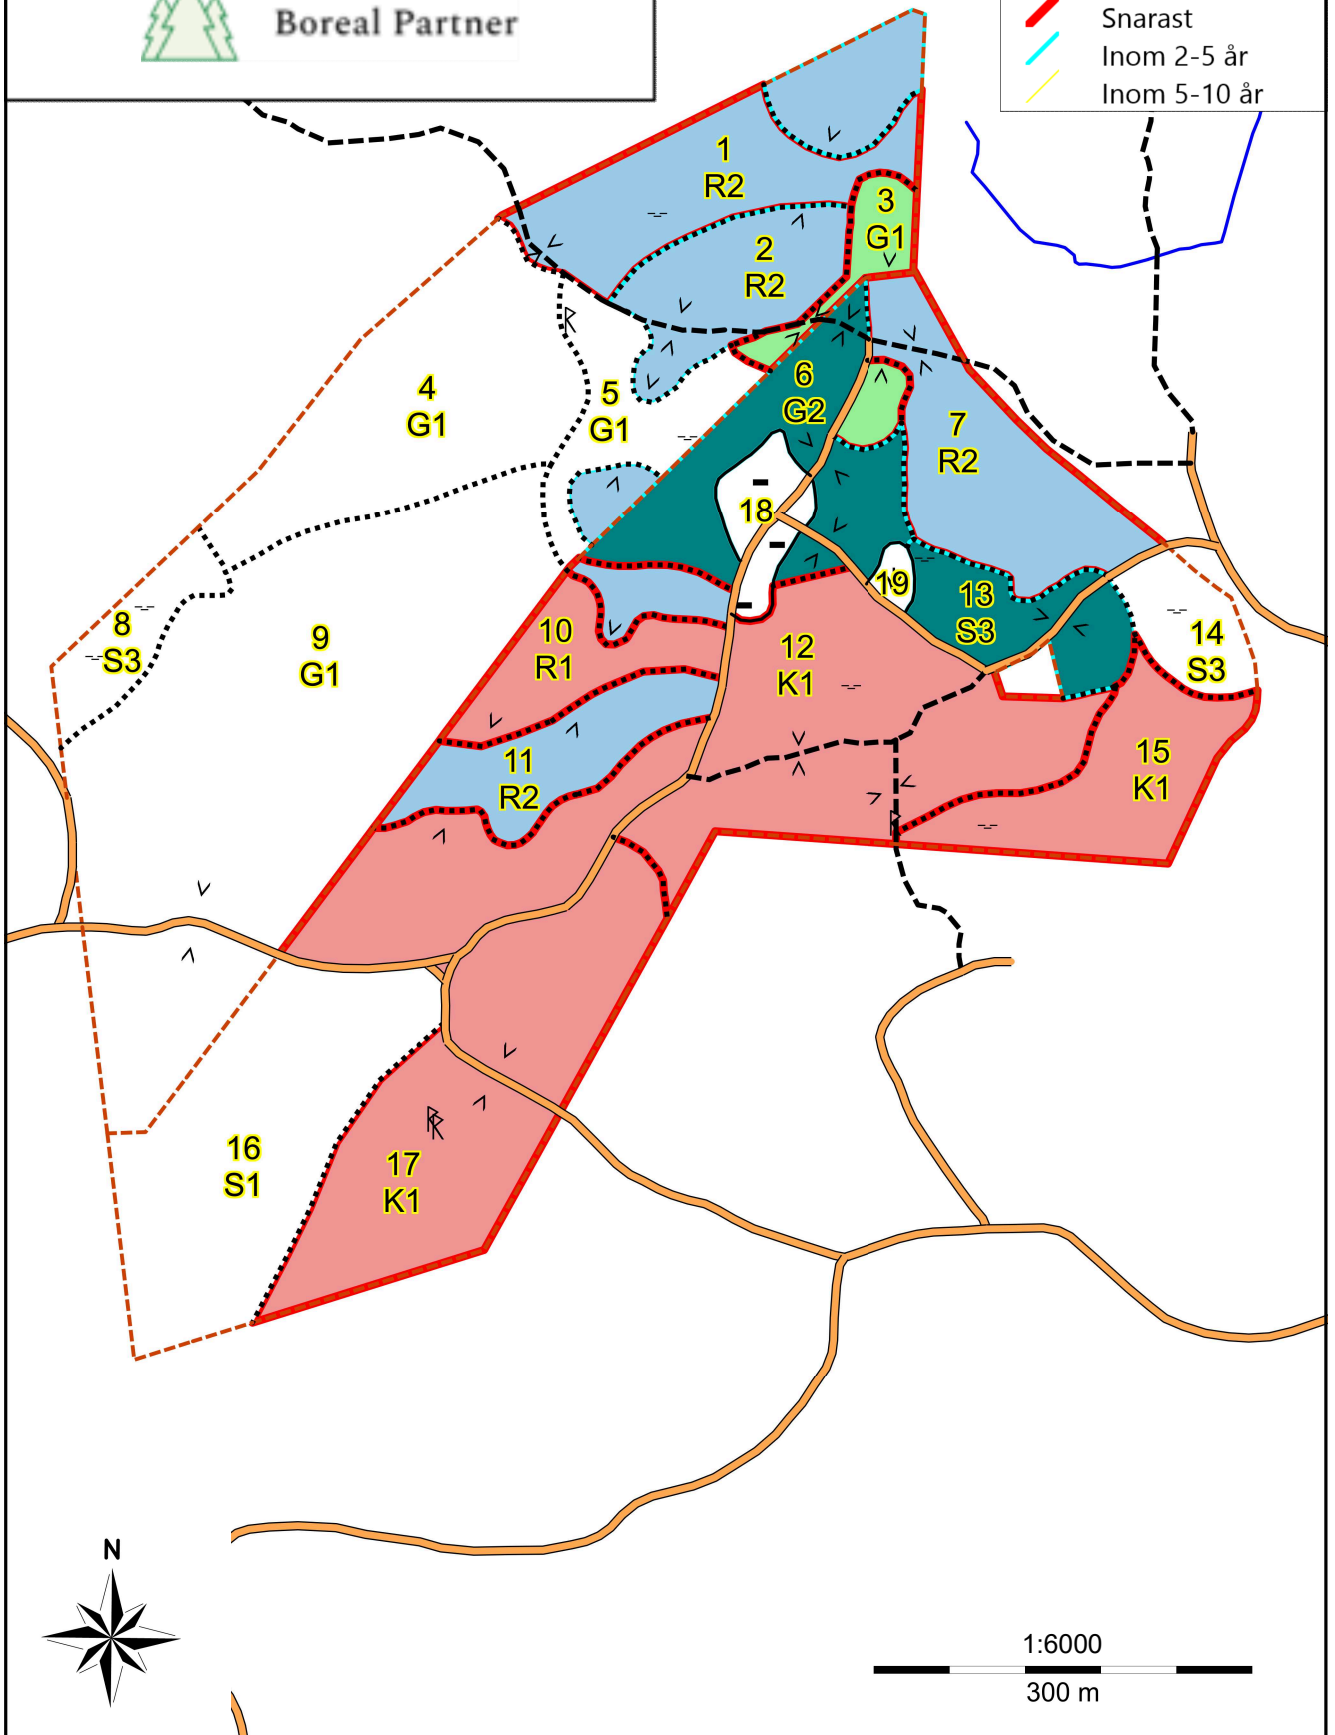 Boreal Partner
Snarast
Inom 2-5 år
Inom 5-10 år
1
R2
2
R2
3
G1
4
G1
5
G1
6
G2
7
R2
8
S3
9
G1
10
R1
11
R2
12
K1
13
S3
14
S3
15
K1
16
S1
17
K1
18
19
N
1:6000
300 m